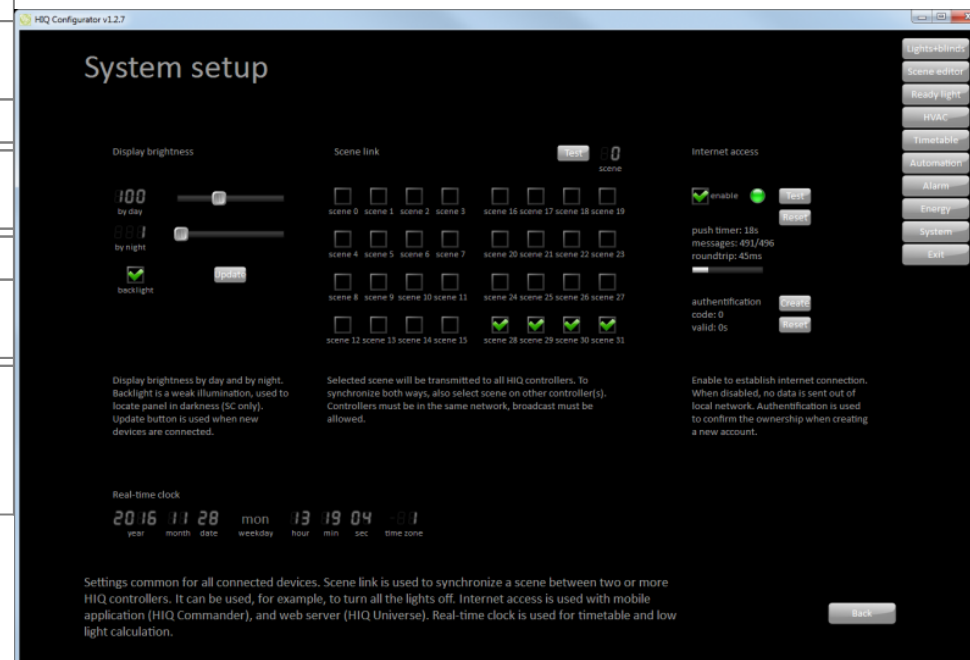 HIQ Configurator v1.2.7
System setup
Lights+blinds
Scene editor
Ready light
HVAC
Timetable
Automation
Alarm
Energy
System
Exit
Display brightness
100
by day
1
by night
backlight
Update
Scene link
Test
0
scene
scene 0 scene 1 scene 2 scene 3 scene 16 scene 17 scene 18 scene 19
scene 4 scene 5 scene 6 scene 7 scene 20 scene 21 scene 22 scene 23
scene 8 scene 9 scene 10 scene 11 scene 24 scene 25 scene 26 scene 27
scene 12 scene 13 scene 14 scene 15 scene 28 scene 29 scene 30 scene 31
Internet access
enable
Test
Reset
push timer: 18s
messages: 491/496
roundtrip: 45ms
authentification
code: 0
valid: 0s
Create
Reset
Display brightness by day and by night.
Backlight is a weak illumination, used to
locate panel in darkness (SC only).
Update button is used when new
devices are connected.
Selected scene will be transmitted to all HIQ controllers. To
synchronize both ways, also select scene on other controller(s).
Controllers must be in the same network, broadcast must be
allowed.
Enable to establish internet connection.
When disabled, no data is sent out of
local network. Authentification is used
to confirm the ownership when creating
a new account.
Real-time clock
2016 11 28 mon 13 19 04 -1
year month date weekday hour min sec time zone
Settings common for all connected devices. Scene link is used to synchronize a scene between two or more
HIQ controllers. It can be used, for example, to turn all the lights off. Internet access is used with mobile
application (HIQ Commander), and web server (HIQ Universe). Real-time clock is used for timetable and low
light calculation.
Back